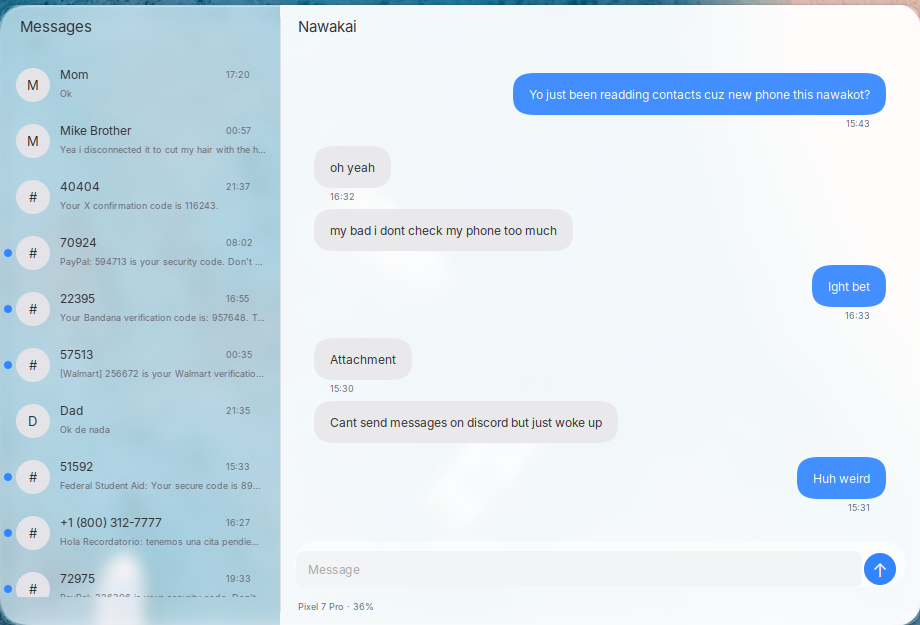 Messages
M
Mom
17:20
Ok
M
Mike Brother
00:57
Yea i disconnected it to cut my hair with the h...
#
40404
21:37
Your X confirmation code is 116243.
#
70924
08:02
PayPal: 594713 is your security code. Don't ...
#
22395
16:55
Your Bandana verification code is: 957648. T...
#
57513
00:35
[Walmart] 256672 is your Walmart verificatio...
D
Dad
21:35
Ok de nada
#
51592
15:33
Federal Student Aid: Your secure code is 89...
#
+1 (800) 312-7777
16:27
Hola Recordatorio: tenemos una cita pendie...
#
72975
19:33
Nawakai
Yo just been readding contacts cuz new phone this nawakot?
15:43
oh yeah
16:32
my bad i dont check my phone too much
Ight bet
16:33
Attachment
15:30
Cant send messages on discord but just woke up
Huh weird
15:31
Message
Pixel 7 Pro · 36%